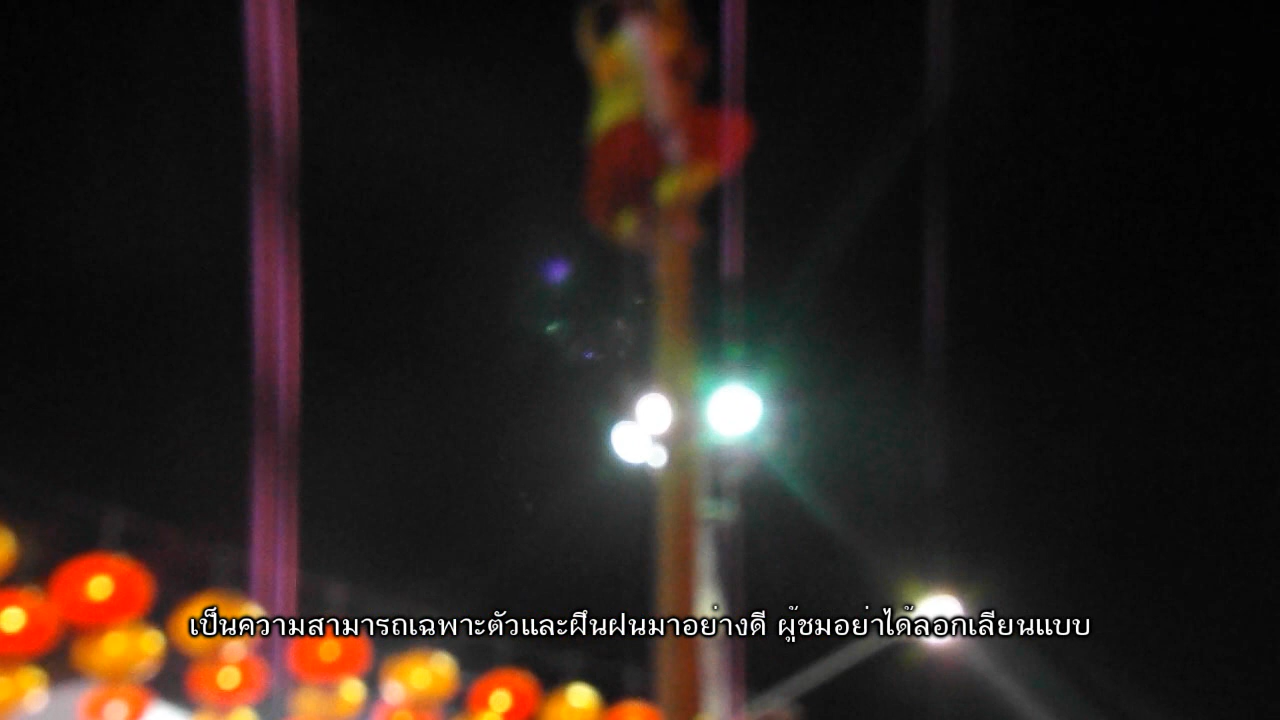 เป็นความสามารถเฉพาะตัวและฝึนฝนมาอย่างดี ผู้ชมอย่าได้ลอกเลียนแบบ